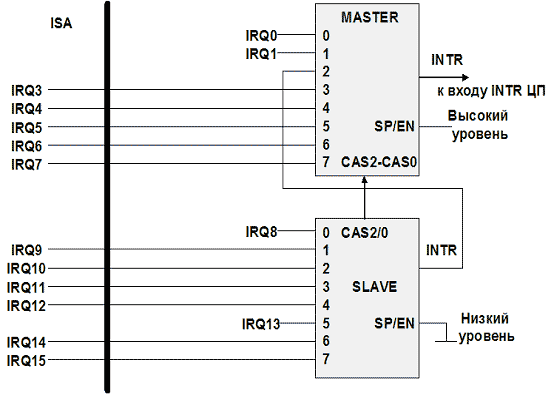 ISA
MASTER
IRQ0 0
IRQ1 1
INTR
2
IRQ3 3
к входу INTR ЦП
IRQ4 4
Высокий
IRQ5 5 SP/EN
уровень
IRQ6 6
IRQ7 7 CAS2-CAS0
IRQ8 0 CAS2/0
IRQ9 1 INTR
IRQ10 2
IRQ11 3 SLAVE
IRQ12 4
Низкий
IRQ13 5 SP/EN
уровень
IRQ14 6
IRQ15 7